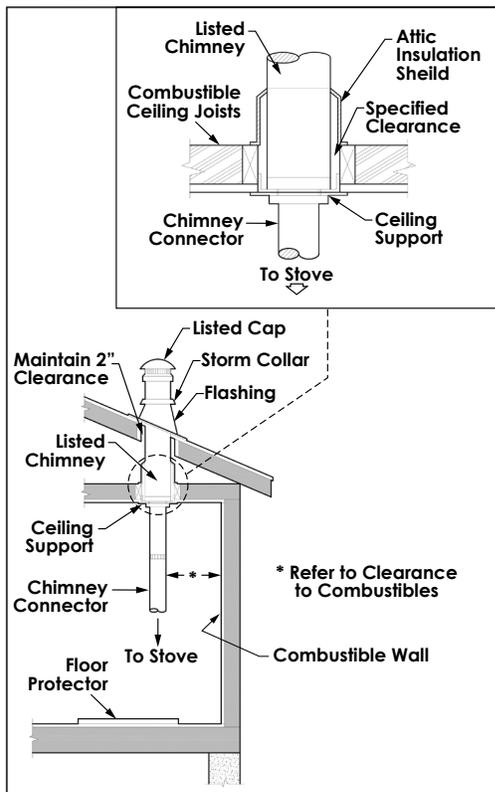 Listed
Chimney
Attic
Insulation
Sheild
Combustible
Ceiling Joists
Specified
Clearance
Chimney
Connector
Ceiling
Support
To Stove
Listed Cap
Maintain 2"
Clearance
Storm Collar
Flashing
Listed
Chimney
Ceiling
Support
*
* Refer to Clearance
to Combustibles
Chimney
Connector
To Stove
Combustible Wall
Floor
Protector